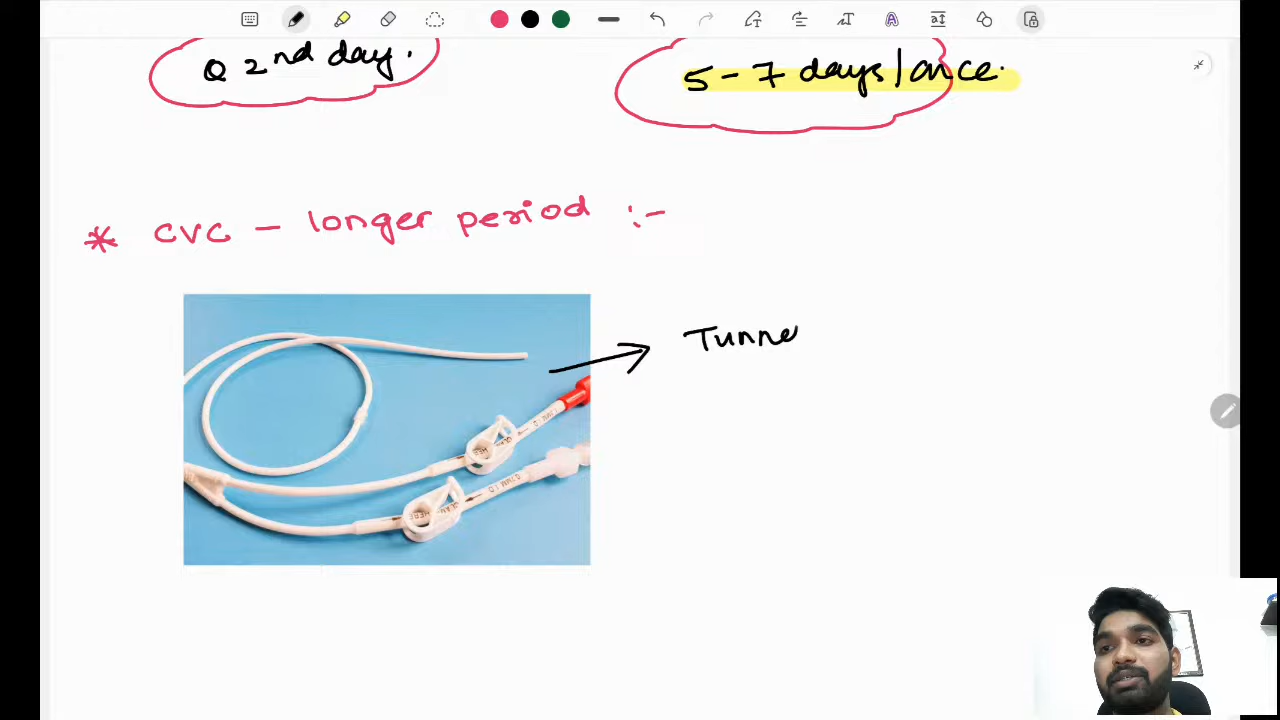 Q 2nd day.
5-7 days/once.
* CVC - longer period :-
Tunne